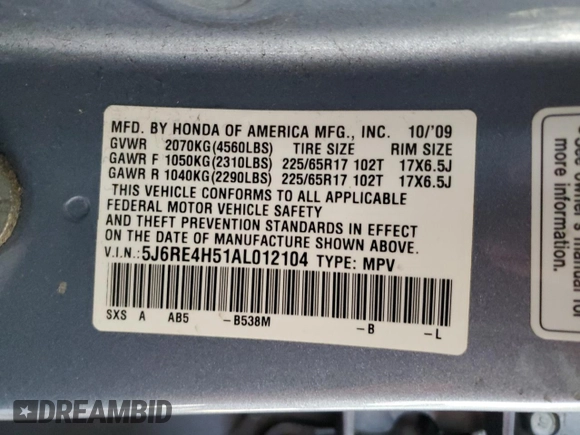 MFD. BY HONDA OF AMERICA MFG., INC. 10/'09
GVWR 2070KG(4560LBS) TIRE SIZE RIM SIZE
GAWR F 1050KG(2310LBS) 225/65R17 102T 17X6.5J
GAWR R 1040KG(2290LBS) 225/65R17 102T 17X6.5J
THIS VEHICLE CONFORMS TO ALL APPLICABLE
FEDERAL MOTOR VEHICLE SAFETY
AND THEFT PREVENTION STANDARDS IN EFFECT
ON THE DATE OF MANUFACTURE SHOWN ABOVE.
V.I.N.:5J6RE4H51AL012104 TYPE: MPV
SXS A AB5 -B538M -B -L
See owner's manual
more information.
DREAMBID